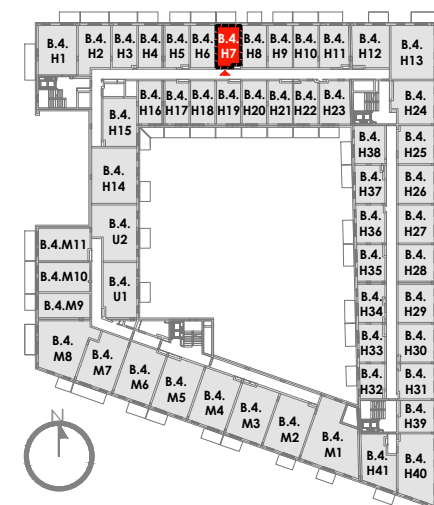 B.4. H1
B.4. H2
B.4. H3
B.4. H4
B.4. H5
B.4. H6
B.4. H7
B.4. H8
B.4. H9
B.4. H10
B.4. H11
B.4. H12
B.4. H13
B.4. H16
B.4. H17
B.4. H18
B.4. H19
B.4. H20
B.4. H21
B.4. H22
B.4. H23
B.4. H24
B.4. H15
B.4. H38
B.4. H25
B.4. H14
B.4. H37
B.4. H26
B.4. U2
B.4. H36
B.4. H27
B.4.M11
B.4. H35
B.4. H28
B.4.M10
B.4. U1
B.4. H34
B.4. H29
B.4.M9
B.4. H33
B.4. H30
B.4. M8
B.4. M7
B.4. M6
B.4. M5
B.4. M4
B.4. M3
B.4. M2
B.4. M1
B.4. H32
B.4. H31
B.4. H39
B.4. H41
B.4. H40
N